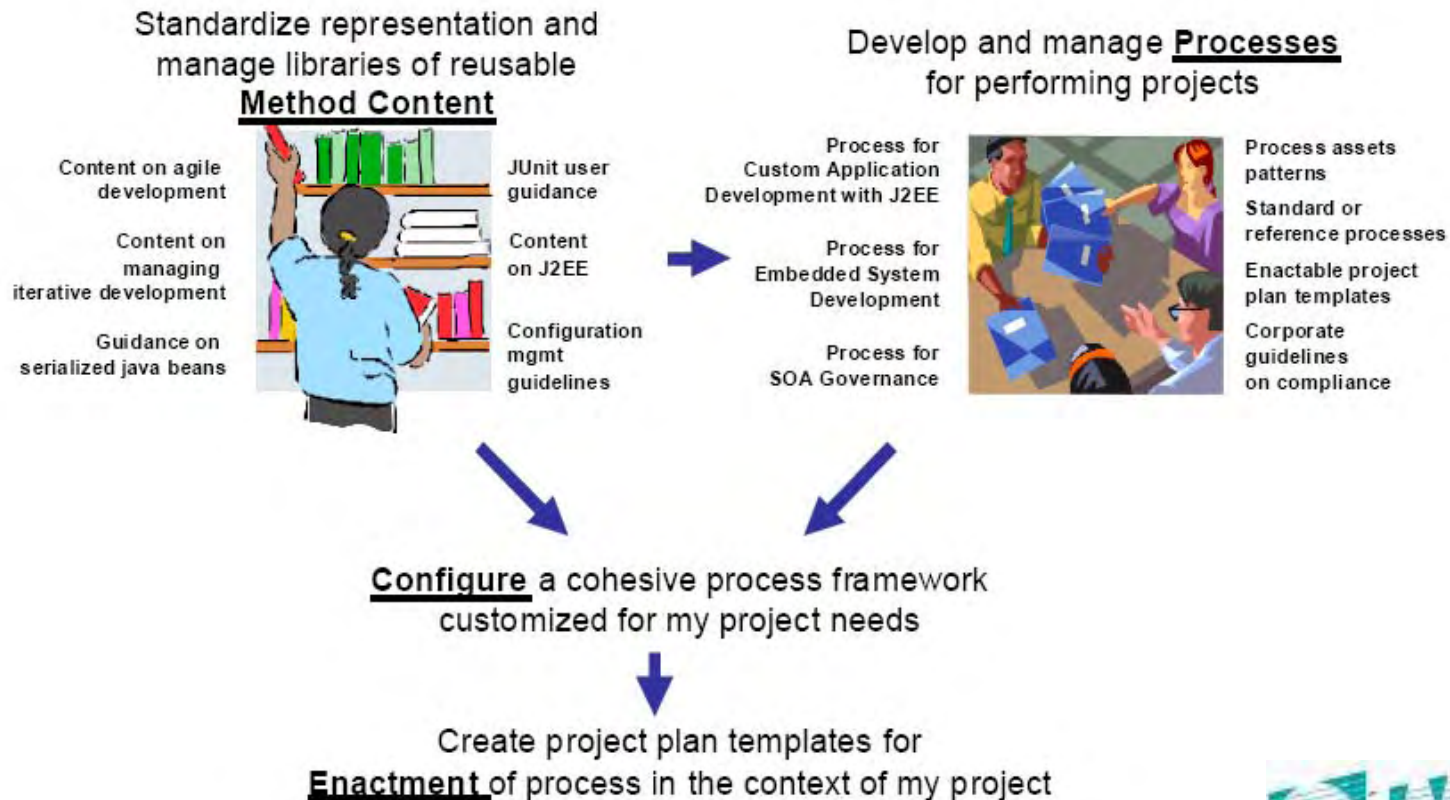 Standardize representation and
manage libraries of reusable
Method Content
Content on agile
development
Content on
managing
iterative development
Guidance on
serialized java beans
JUnit user
guidance
Content
on J2EE
Configuration
mgmt
guidelines
Develop and manage Processes
for performing projects
Process for
Custom Application
Development with J2EE
Process for
Embedded System
Development
Process for
SOA Governance
Process assets
patterns
Standard or
reference processes
Enactable project
plan templates
Corporate
guidelines
on compliance
Configure a cohesive process framework
customized for my project needs
Create project plan templates for
Enactment of process in the context of my project